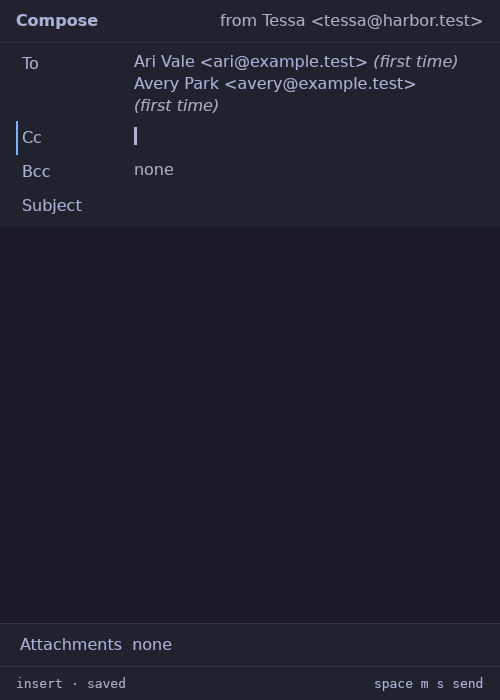 Compose from Tessa <tessa@harbor.test>
To Ari Vale <ari@example.test> (first time)
Avery Park <avery@example.test>
(first time)
Cc
Bcc none
Subject
Attachments none
insert · saved space m s send